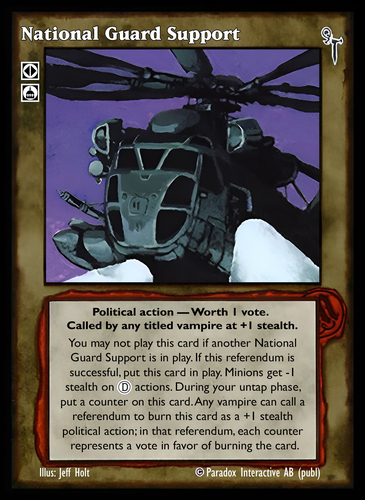 National Guard Support
Political action — Worth 1 vote.
Called by any titled vampire at +1 stealth.
You may not play this card if another National
Guard Support is in play. If this referendum is
successful, put this card in play. Minions get -1
stealth on Ⓓ actions. During your untap phase,
put a counter on this card. Any vampire can call a
referendum to burn this card as a +1 stealth
political action; in that referendum, each counter
represents a vote in favor of burning the card.
Illus: Jeff Holt © Paradox Interactive AB (publ)